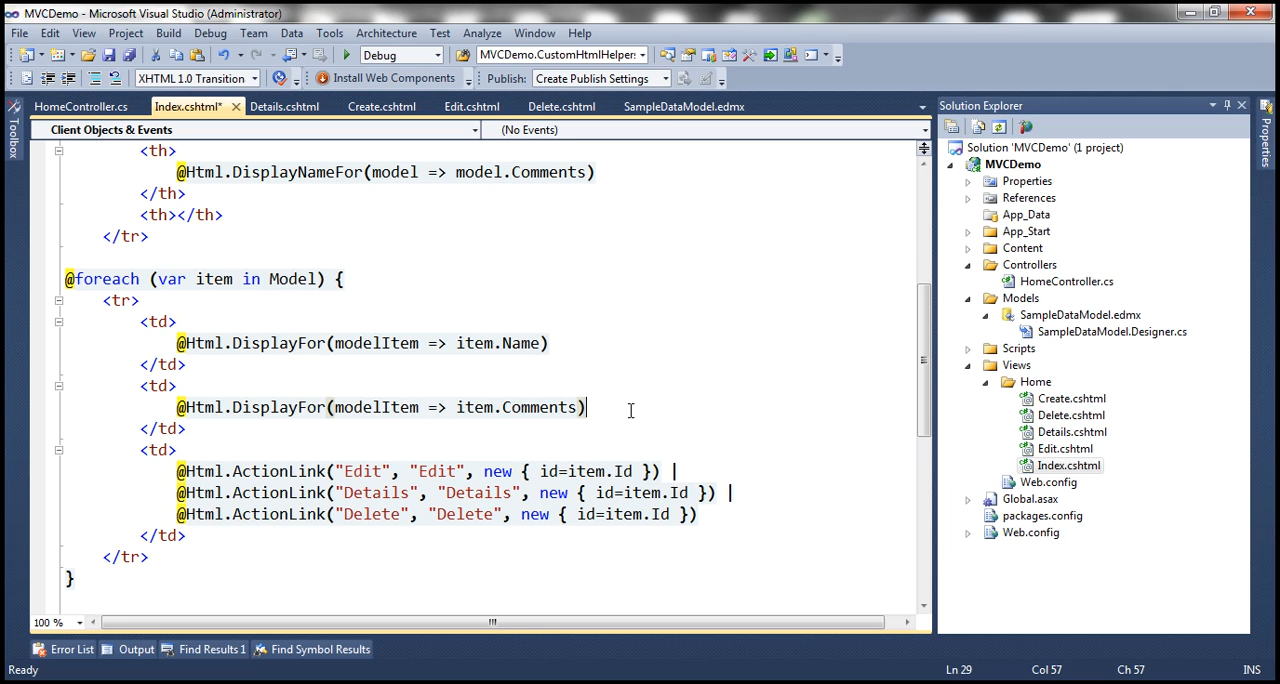 MVCDemo - Microsoft Visual Studio (Administrator)
File Edit View Project Build Debug Team Data Tools Architecture Test Analyze Window Help
Debug MVCDemo.CustomHtmlHelper:
XHTML 1.0 Transition Install Web Components Publish: Create Publish Settings
HomeController.cs Index.cshtml* Details.cshtml Create.cshtml Edit.cshtml Delete.cshtml SampleDataModel.edmx
Client Objects & Events (No Events)
<th>
@Html.DisplayNameFor(model => model.Comments)
</th>
<th></th>
</tr>
@foreach (var item in Model) {
<tr>
<td>
@Html.DisplayFor(modelItem => item.Name)
</td>
<td>
@Html.DisplayFor(modelItem => item.Comments)
</td>
<td>
@Html.ActionLink("Edit", "Edit", new { id=item.Id }) |
@Html.ActionLink("Details", "Details", new { id=item.Id }) |
@Html.ActionLink("Delete", "Delete", new { id=item.Id })
</td>
</tr>
}
100 %
Toolbox
Solution Explorer
Solution 'MVCDemo' (1 project)
MVCDemo
Properties
References
App_Data
App_Start
Content
Controllers
HomeController.cs
Models
SampleDataModel.edmx
SampleDataModel.Designer.cs
Scripts
Views
Home
Create.cshtml
Delete.cshtml
Details.cshtml
Edit.cshtml
Index.cshtml
Web.config
Global.asax
packages.config
Web.config
Properties
Error List Output Find Results 1 Find Symbol Results
Ready Ln 29 Col 57 Ch 57 INS